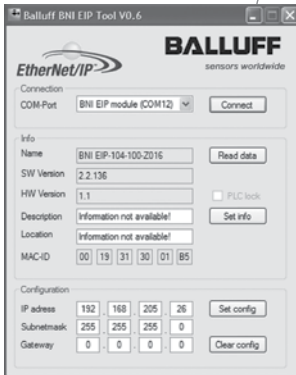 Balluff BNI EIP Tool V0.6
BALLUFF
EtherNet/IP
sensors worldwide
Connection
COM-Port BNI EIP module (COM12) Connect
Info
Name BNI EIP-104-100-Z016 Read data
SW Version 2.2.136
HW Version 1.1 PLC lock
Description Information not available! Set info
Location Information not available!
MAC-ID 00 19 31 30 01 B5
Configuration
IP adress 192 . 168 . 205 . 26 Set config
Subnetmask 255 . 255 . 255 . 0
Gateway 0 . 0 . 0 . 0 Clear config